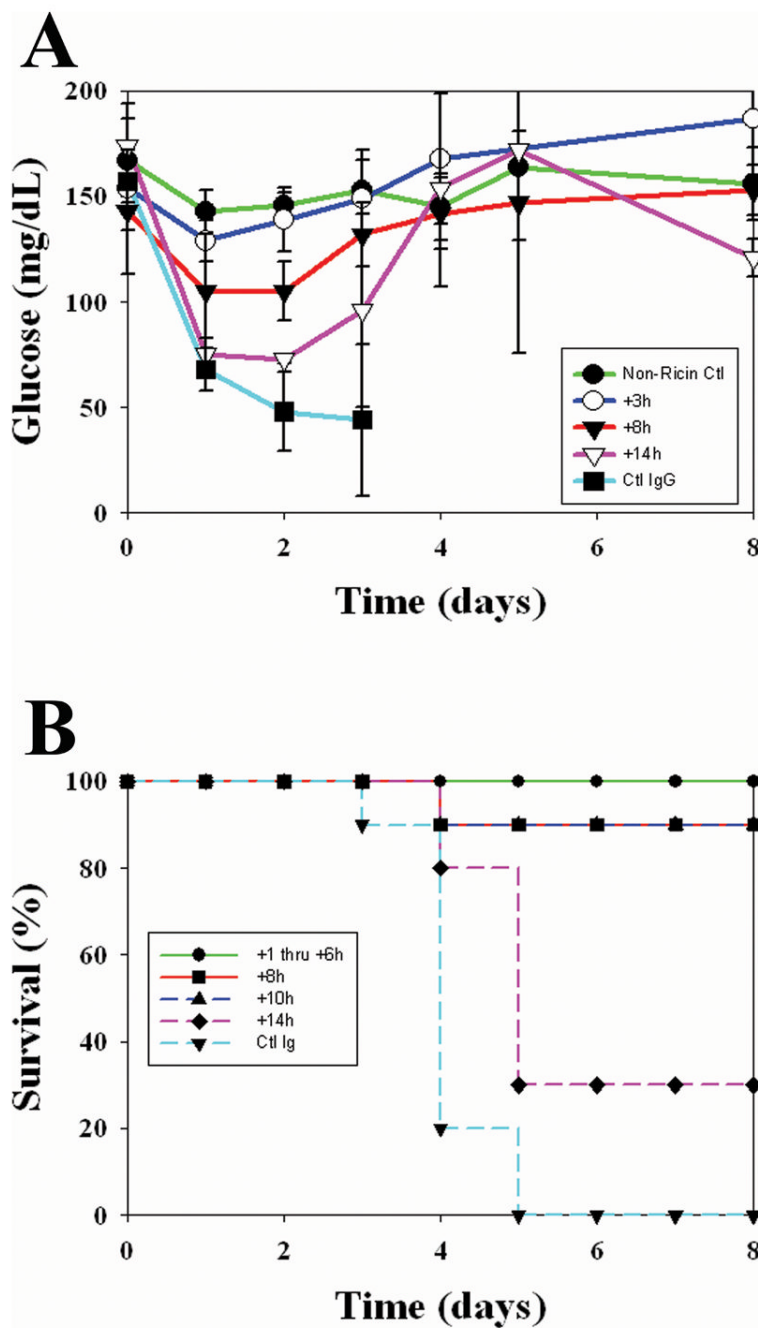 A
200
150
100
50
0
Glucose (mg/dL)
Non-Ricin Ctl
+3h
+8h
+14h
Ctl IgG
0 2 4 6 8
Time (days)
B
100
80
60
40
20
0
Survival (%)
+1 thru +6h
+8h
+10h
+14h
Ctl Ig
0 2 4 6 8
Time (days)